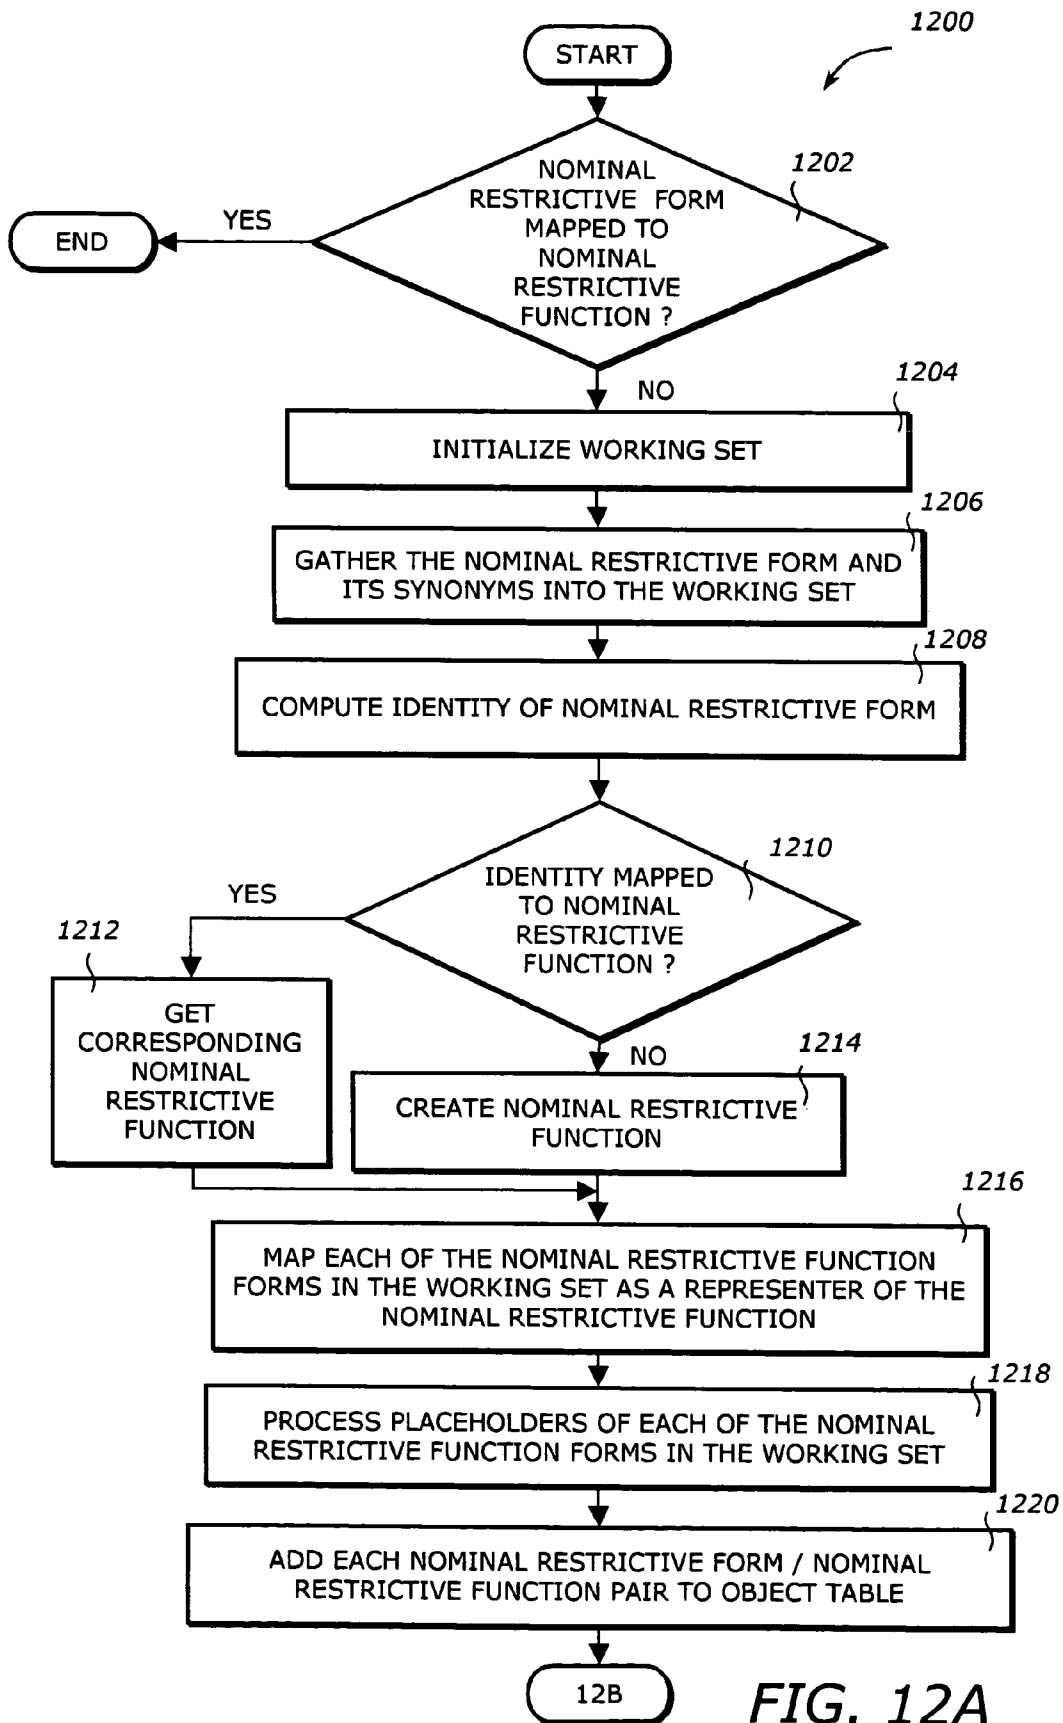 1200
START
1202
NOMINAL
RESTRICTIVE FORM
MAPPED TO
NOMINAL
RESTRICTIVE
FUNCTION ?
YES
END
NO
1204
INITIALIZE WORKING SET
1206
GATHER THE NOMINAL RESTRICTIVE FORM AND
ITS SYNONYMS INTO THE WORKING SET
1208
COMPUTE IDENTITY OF NOMINAL RESTRICTIVE FORM
1210
IDENTITY MAPPED
TO NOMINAL
RESTRICTIVE
FUNCTION ?
YES
1212
GET
CORRESPONDING
NOMINAL
RESTRICTIVE
FUNCTION
NO
1214
CREATE NOMINAL RESTRICTIVE
FUNCTION
1216
MAP EACH OF THE NOMINAL RESTRICTIVE FUNCTION
FORMS IN THE WORKING SET AS A REPRESENTER OF THE
NOMINAL RESTRICTIVE FUNCTION
1218
PROCESS PLACEHOLDERS OF EACH OF THE NOMINAL
RESTRICTIVE FUNCTION FORMS IN THE WORKING SET
1220
ADD EACH NOMINAL RESTRICTIVE FORM / NOMINAL
RESTRICTIVE FUNCTION PAIR TO OBJECT TABLE
12B
FIG. 12A